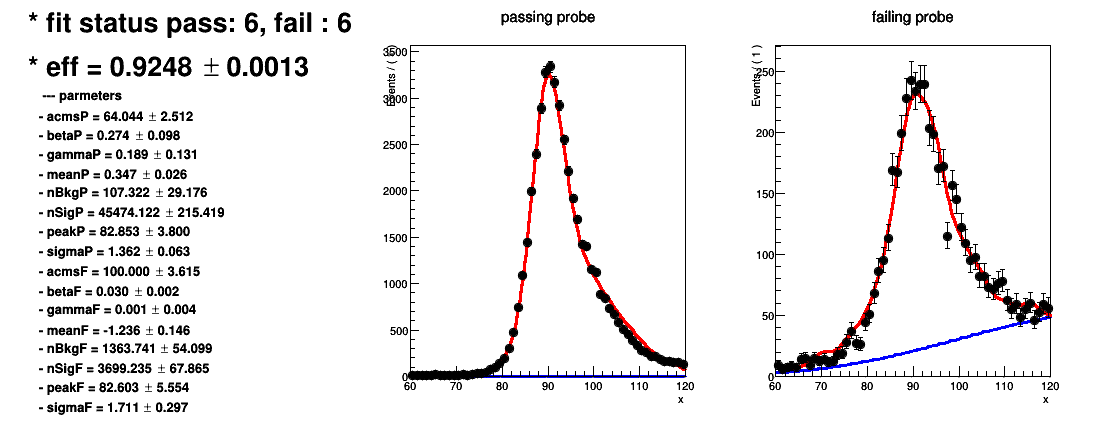 * fit status pass: 6, fail : 6
* eff = 0.9248 ± 0.0013
--- parmeters
- acmsP = 64.044 ± 2.512
- betaP = 0.274 ± 0.098
- gammaP = 0.189 ± 0.131
- meanP = 0.347 ± 0.026
- nBkgP = 107.322 ± 29.176
- nSigP = 45474.122 ± 215.419
- peakP = 82.853 ± 3.800
- sigmaP = 1.362 ± 0.063
- acmsF = 100.000 ± 3.615
- betaF = 0.030 ± 0.002
- gammaF = 0.001 ± 0.004
- meanF = -1.236 ± 0.146
- nBkgF = 1363.741 ± 54.099
- nSigF = 3699.235 ± 67.865
- peakF = 82.603 ± 5.554
- sigmaF = 1.711 ± 0.297
passing probe
Events / ( 
3500
3000
2500
2000
1500
1000
500
0
60 70 80 90 100 110 120
x
failing probe
Events / ( 1 )
250
200
150
100
50
0
60 70 80 90 100 110 120
x